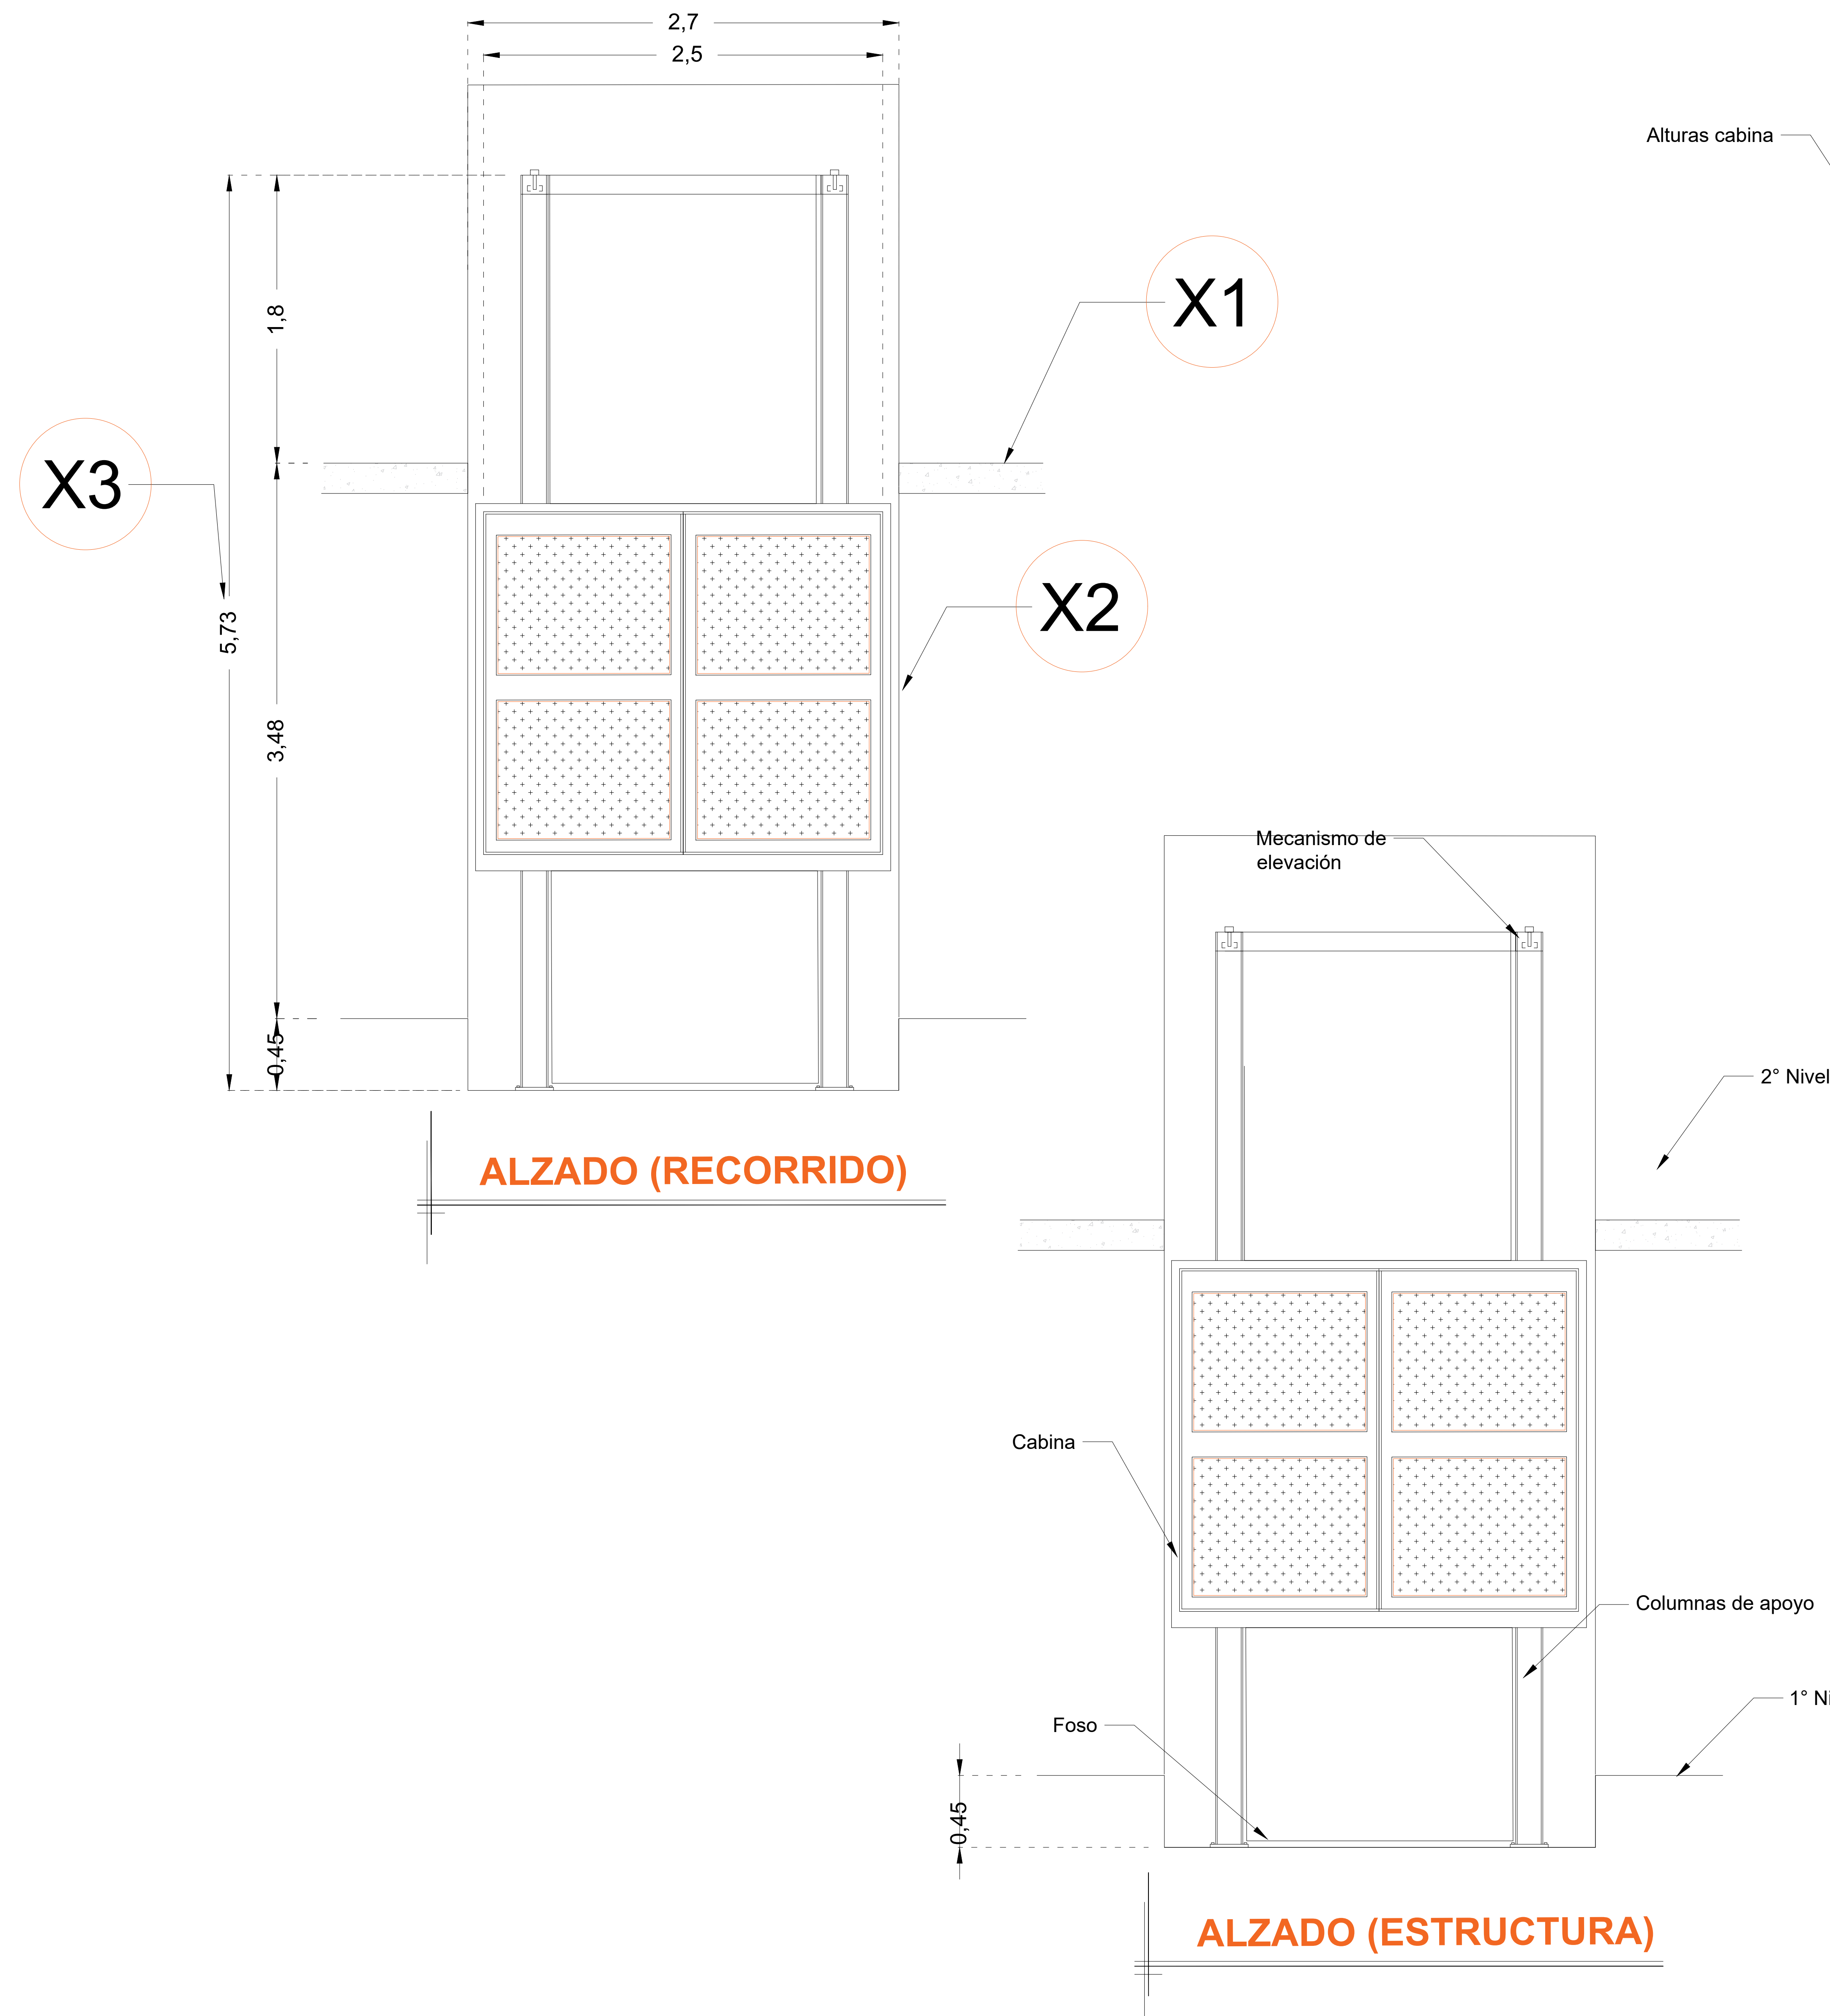 2,7
2,5
Alturas cabina
1,8
X1
X3
5,73
X2
3,48
0,45
ALZADO (RECORRIDO)
Mecanismo de
elevación
2° Nivel
Cabina
Columnas de apoyo
1° Ni
Foso
0,45
ALZADO (ESTRUCTURA)